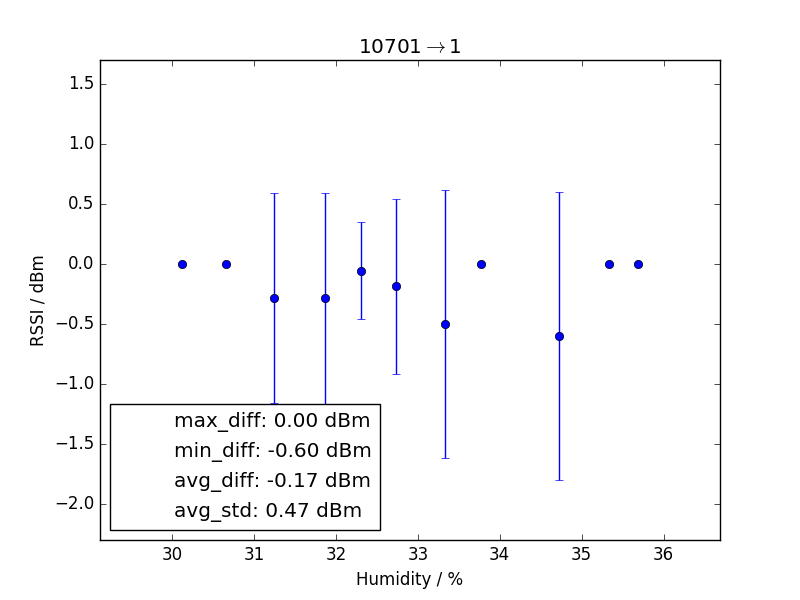 10701→1
1.5
1.0
0.5
0.0
−0.5
−1.0
−1.5
−2.0
RSSI / dBm
max_diff: 0.00 dBm
min_diff: -0.60 dBm
avg_diff: -0.17 dBm
avg_std: 0.47 dBm
30 31 32 33 34 35 36
Humidity / %